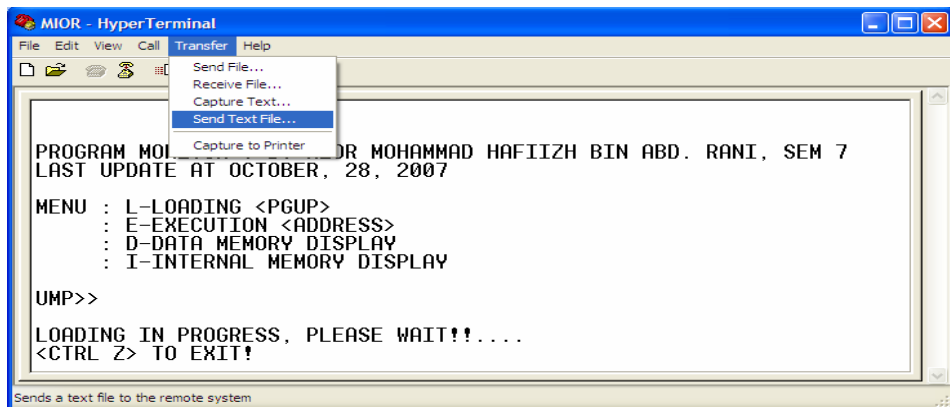 MIOR - HyperTerminal
File Edit View Call Transfer Help
Send File...
Receive File...
Capture Text...
Send Text File...
Capture to Printer
PROGRAM MOHAMMAD HAFIIZH BIN ABD. RANI, SEM 7
LAST UPDATE AT OCTOBER, 28, 2007
MENU : L-LOADING <PGUP>
: E-EXECUTION <ADDRESS>
: D-DATA MEMORY DISPLAY
: I-INTERNAL MEMORY DISPLAY
UMP>>
LOADING IN PROGRESS, PLEASE WAIT!!....
<CTRL Z> TO EXIT!
Sends a text file to the remote system